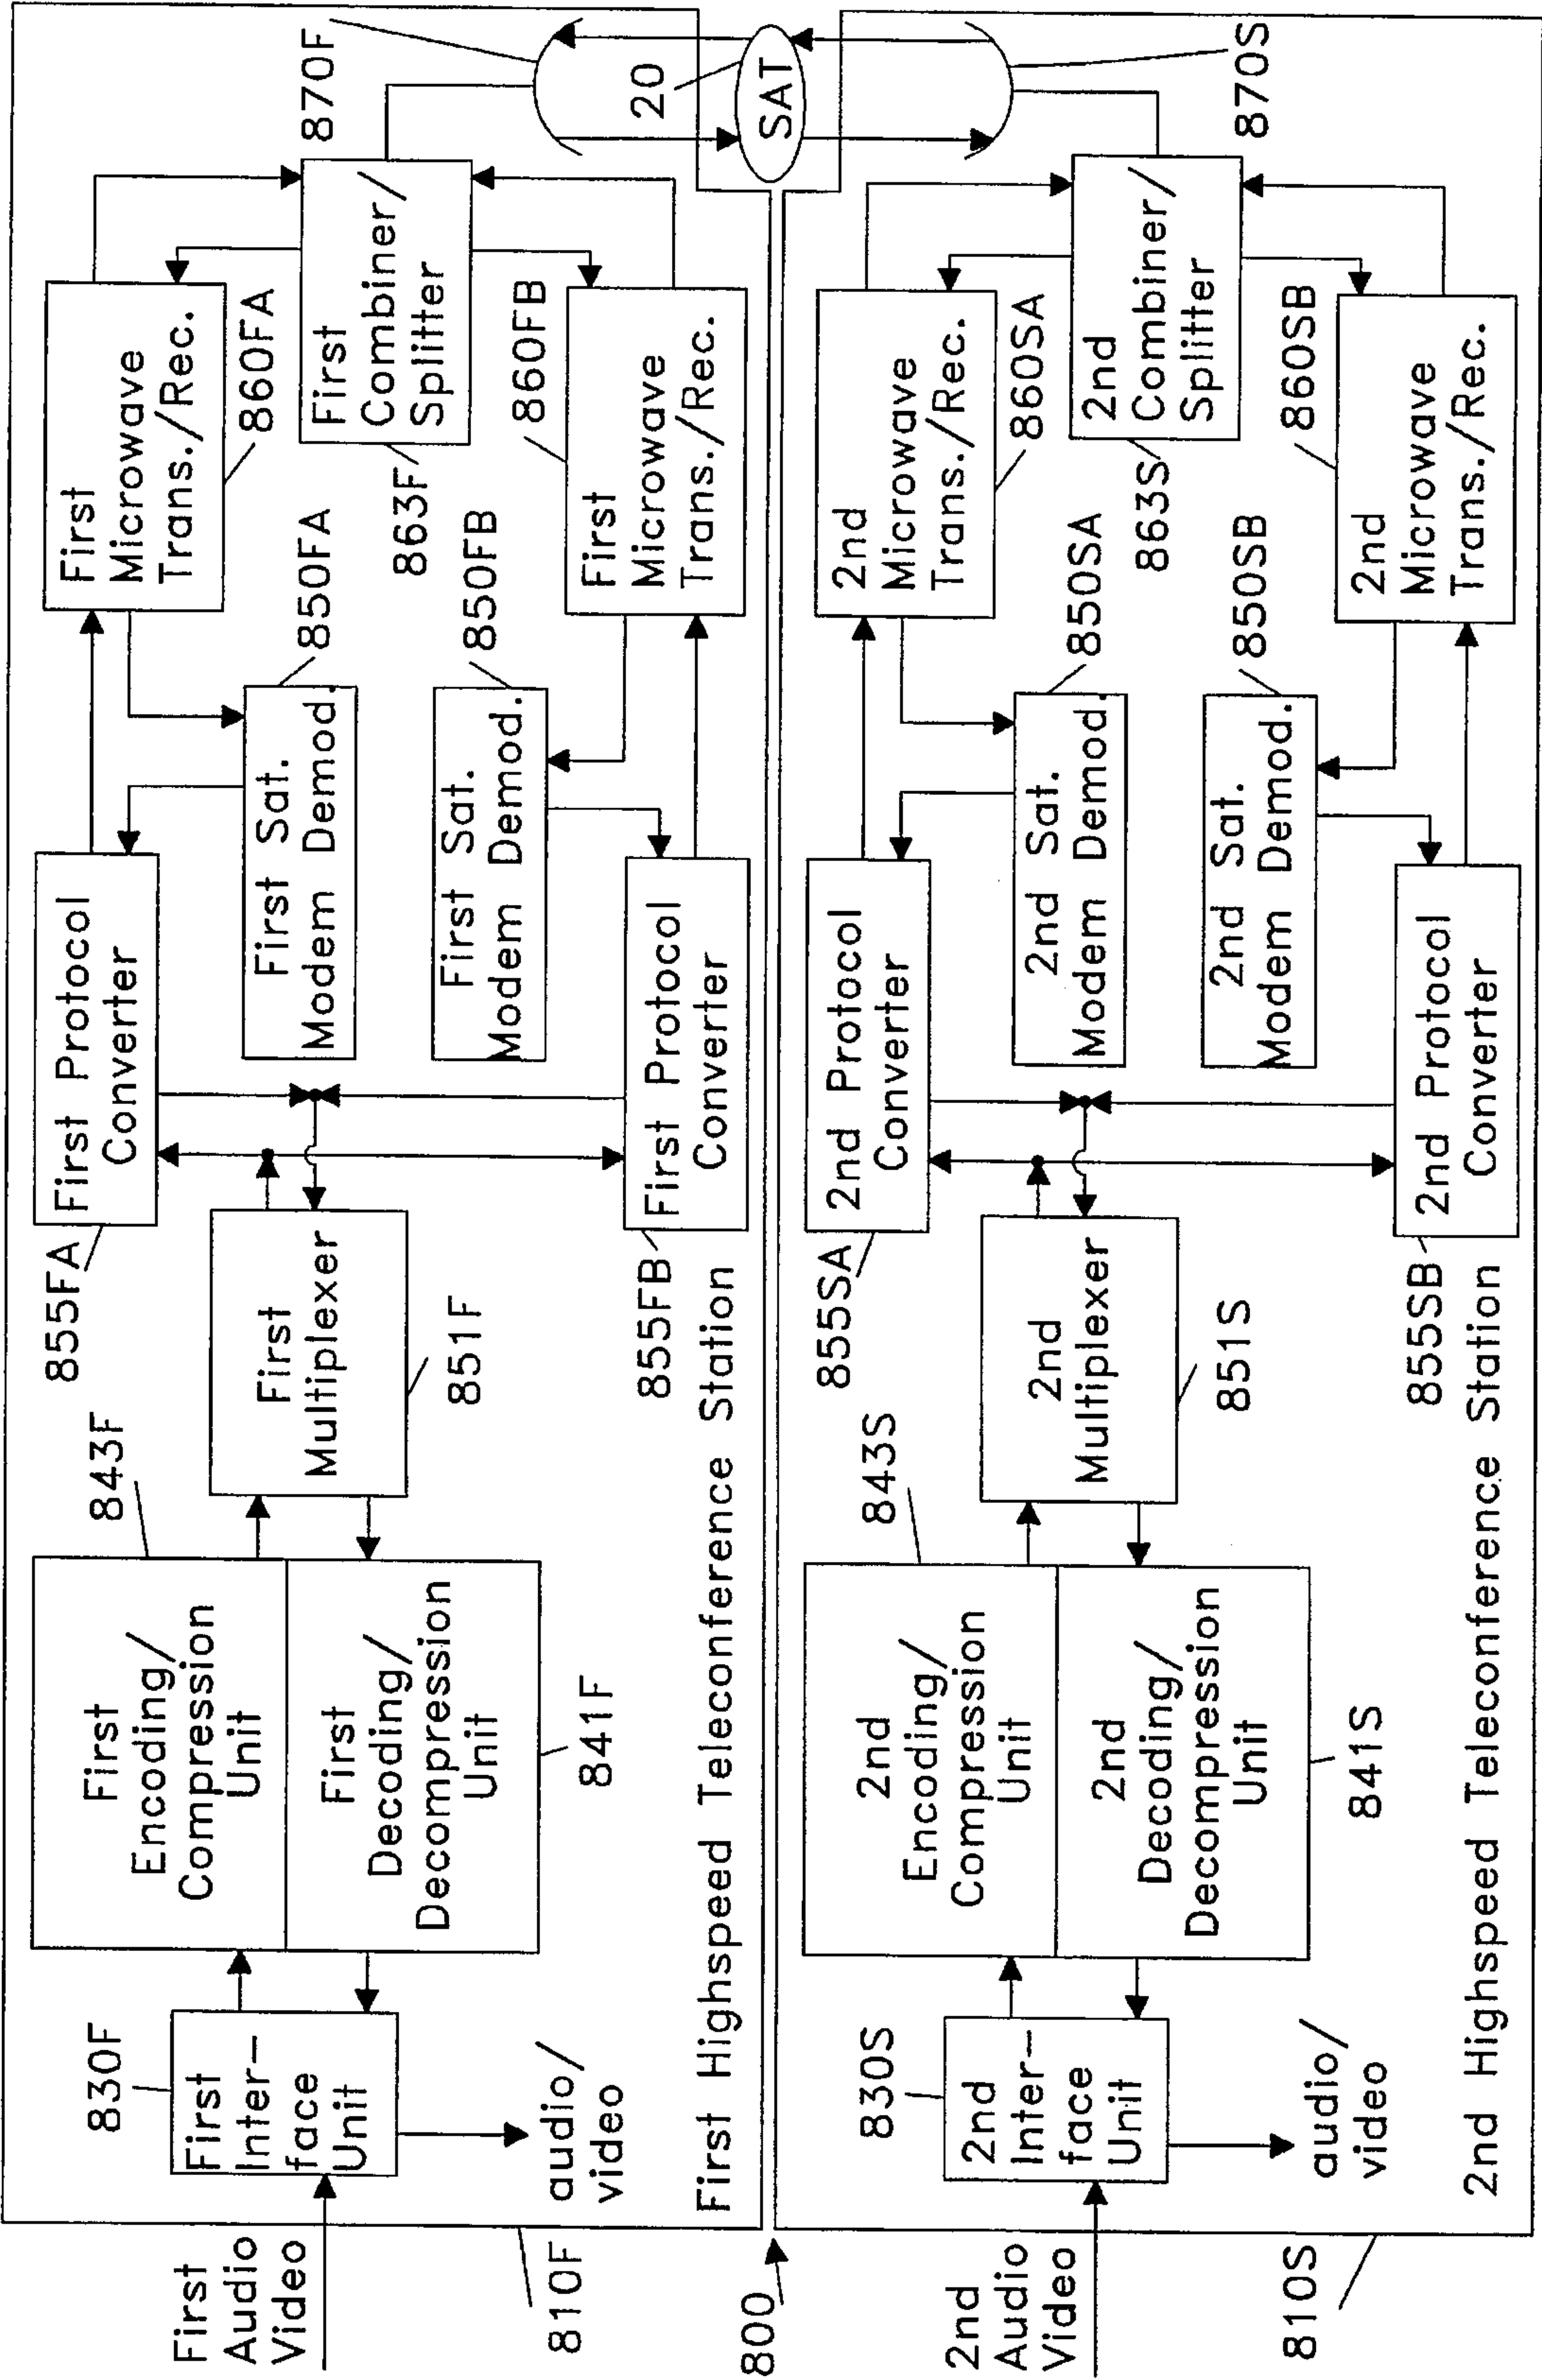 First
Audio
Video
810F
830F
First
Inter-
face
Unit
audio/
video
843F
First
Encoding/
Compression
Unit
First
Decoding/
Decompression
Unit
841F
First
Multiplexer
851F
855FA
First Protocol
Converter
855FB
First Protocol
Converter
First Sat.
Modem Demod.
850FA
First Sat.
Modem Demod.
850FB
First
Microwave
Trans./Rec.
860FA
First
Combiner/
Splitter
863F
First
Microwave
Trans./Rec.
860FB
870F
20
SAT
First Highspeed Teleconference Station
800
2nd
Audio
Video
810S
830S
2nd
Inter-
face
Unit
audio/
video
843S
2nd
Encoding/
Compression
Unit
2nd
Decoding/
Decompression
Unit
841S
2nd
Multiplexer
851S
855SA
2nd Protocol
Converter
855SB
2nd Protocol
Converter
2nd Sat.
Modem Demod.
850SA
2nd Sat.
Modem Demod.
850SB
2nd
Microwave
Trans./Rec.
860SA
2nd
Combiner/
Splitter
863S
2nd
Microwave
Trans./Rec.
860SB
870S
2nd Highspeed Teleconference Station